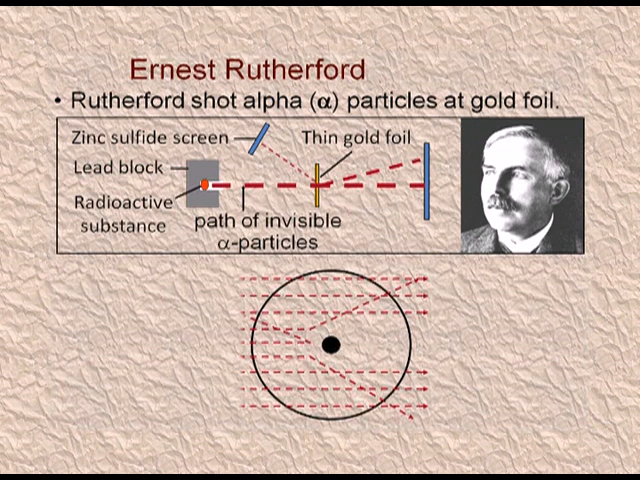 Ernest Rutherford
• Rutherford shot alpha (α) particles at gold foil.
Zinc sulfide screen
Thin gold foil
Lead block
Radioactive
substance
path of invisible
α-particles